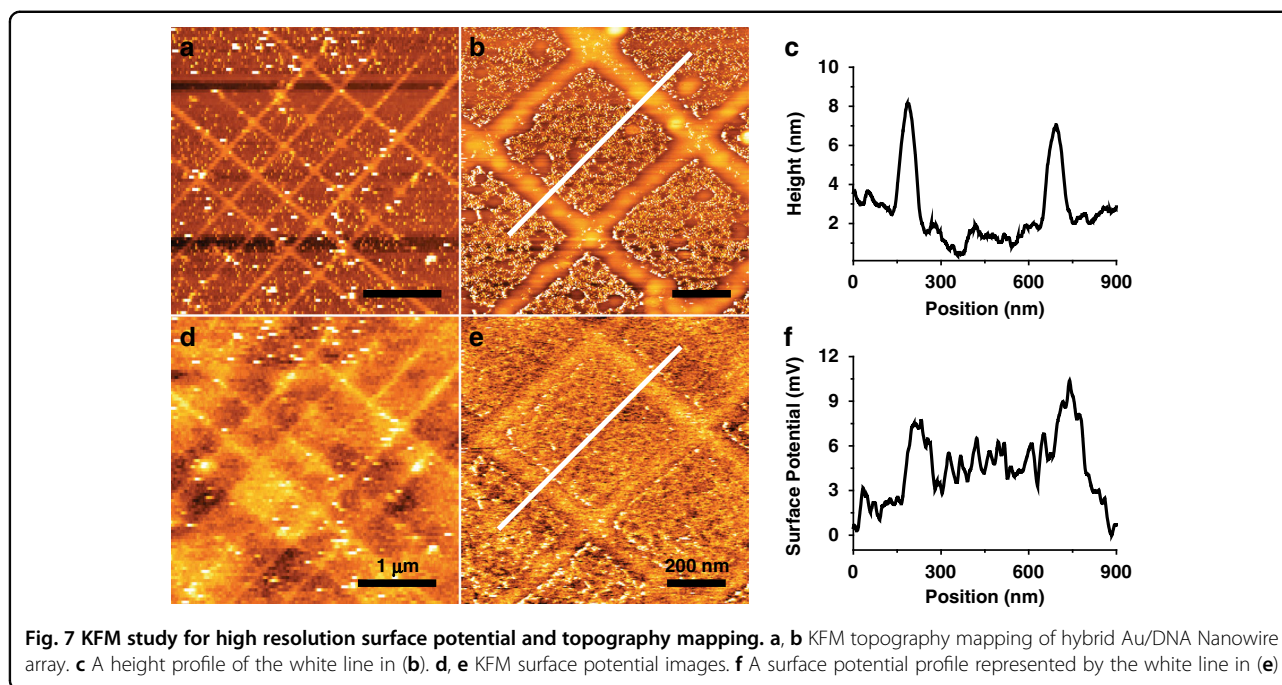 a
b
c
10
8
6
4
2
Height (nm)
0 300 600 900
Position (nm)
d
1 μm
e
200 nm
f
12
9
6
3
0
Surface Potential (mV)
0 300 600 900
Position (nm)
Fig. 7 KFM study for high resolution surface potential and topography mapping. a, b KFM topography mapping of hybrid Au/DNA Nanowire
array. c A height profile of the white line in (b). d, e KFM surface potential images. f A surface potential profile represented by the white line in (e)